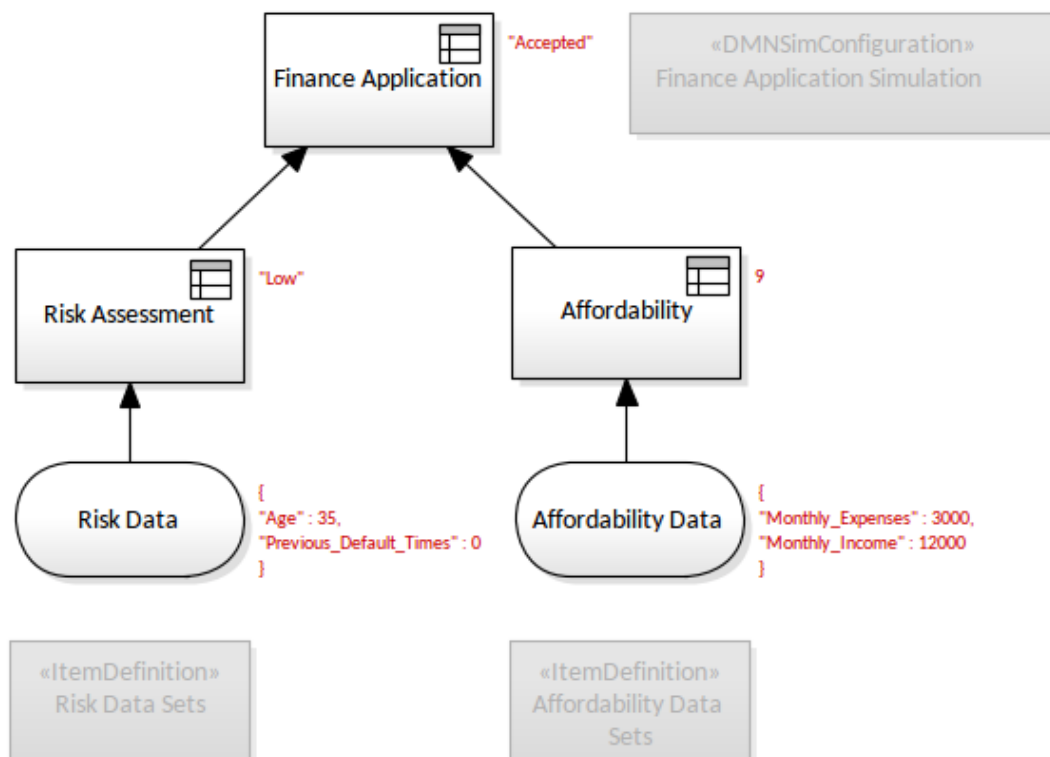 Finance Application
"Accepted"
«DMNSimConfiguration»
Finance Application Simulation
Risk Assessment
"Low"
Affordability
9
Risk Data
{
"Age" : 35,
"Previous_Default_Times" : 0
}
Affordability Data
{
"Monthly_Expenses" : 3000,
"Monthly_Income" : 12000
}
«ItemDefinition»
Risk Data Sets
«ItemDefinition»
Affordability Data
Sets